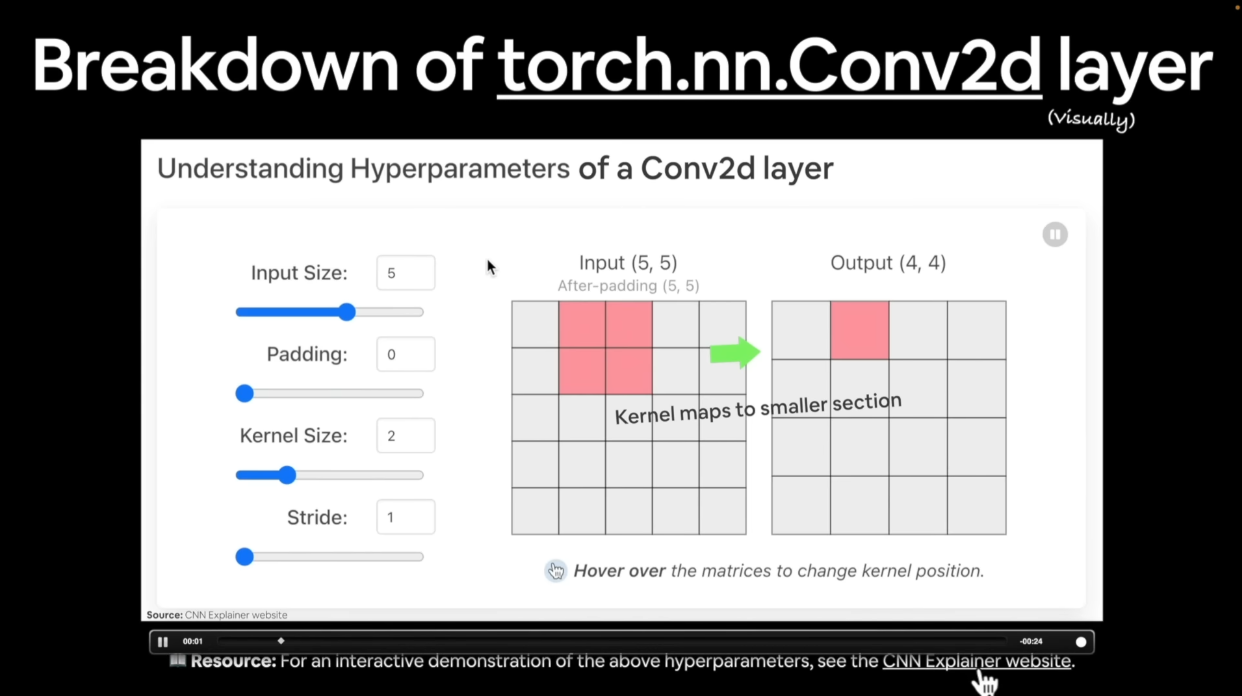 Breakdown of torch.nn.Conv2d layer
(Visually)
Understanding Hyperparameters of a Conv2d layer
Input Size: 5
Padding: 0
Kernel Size: 2
Stride: 1
Input (5, 5)
After-padding (5, 5)
Output (4, 4)
Kernel maps to smaller section
Hover over the matrices to change kernel position.
Source: CNN Explainer website
00:01
-00:24
Resource: For an interactive demonstration of the above hyperparameters, see the CNN Explainer website.